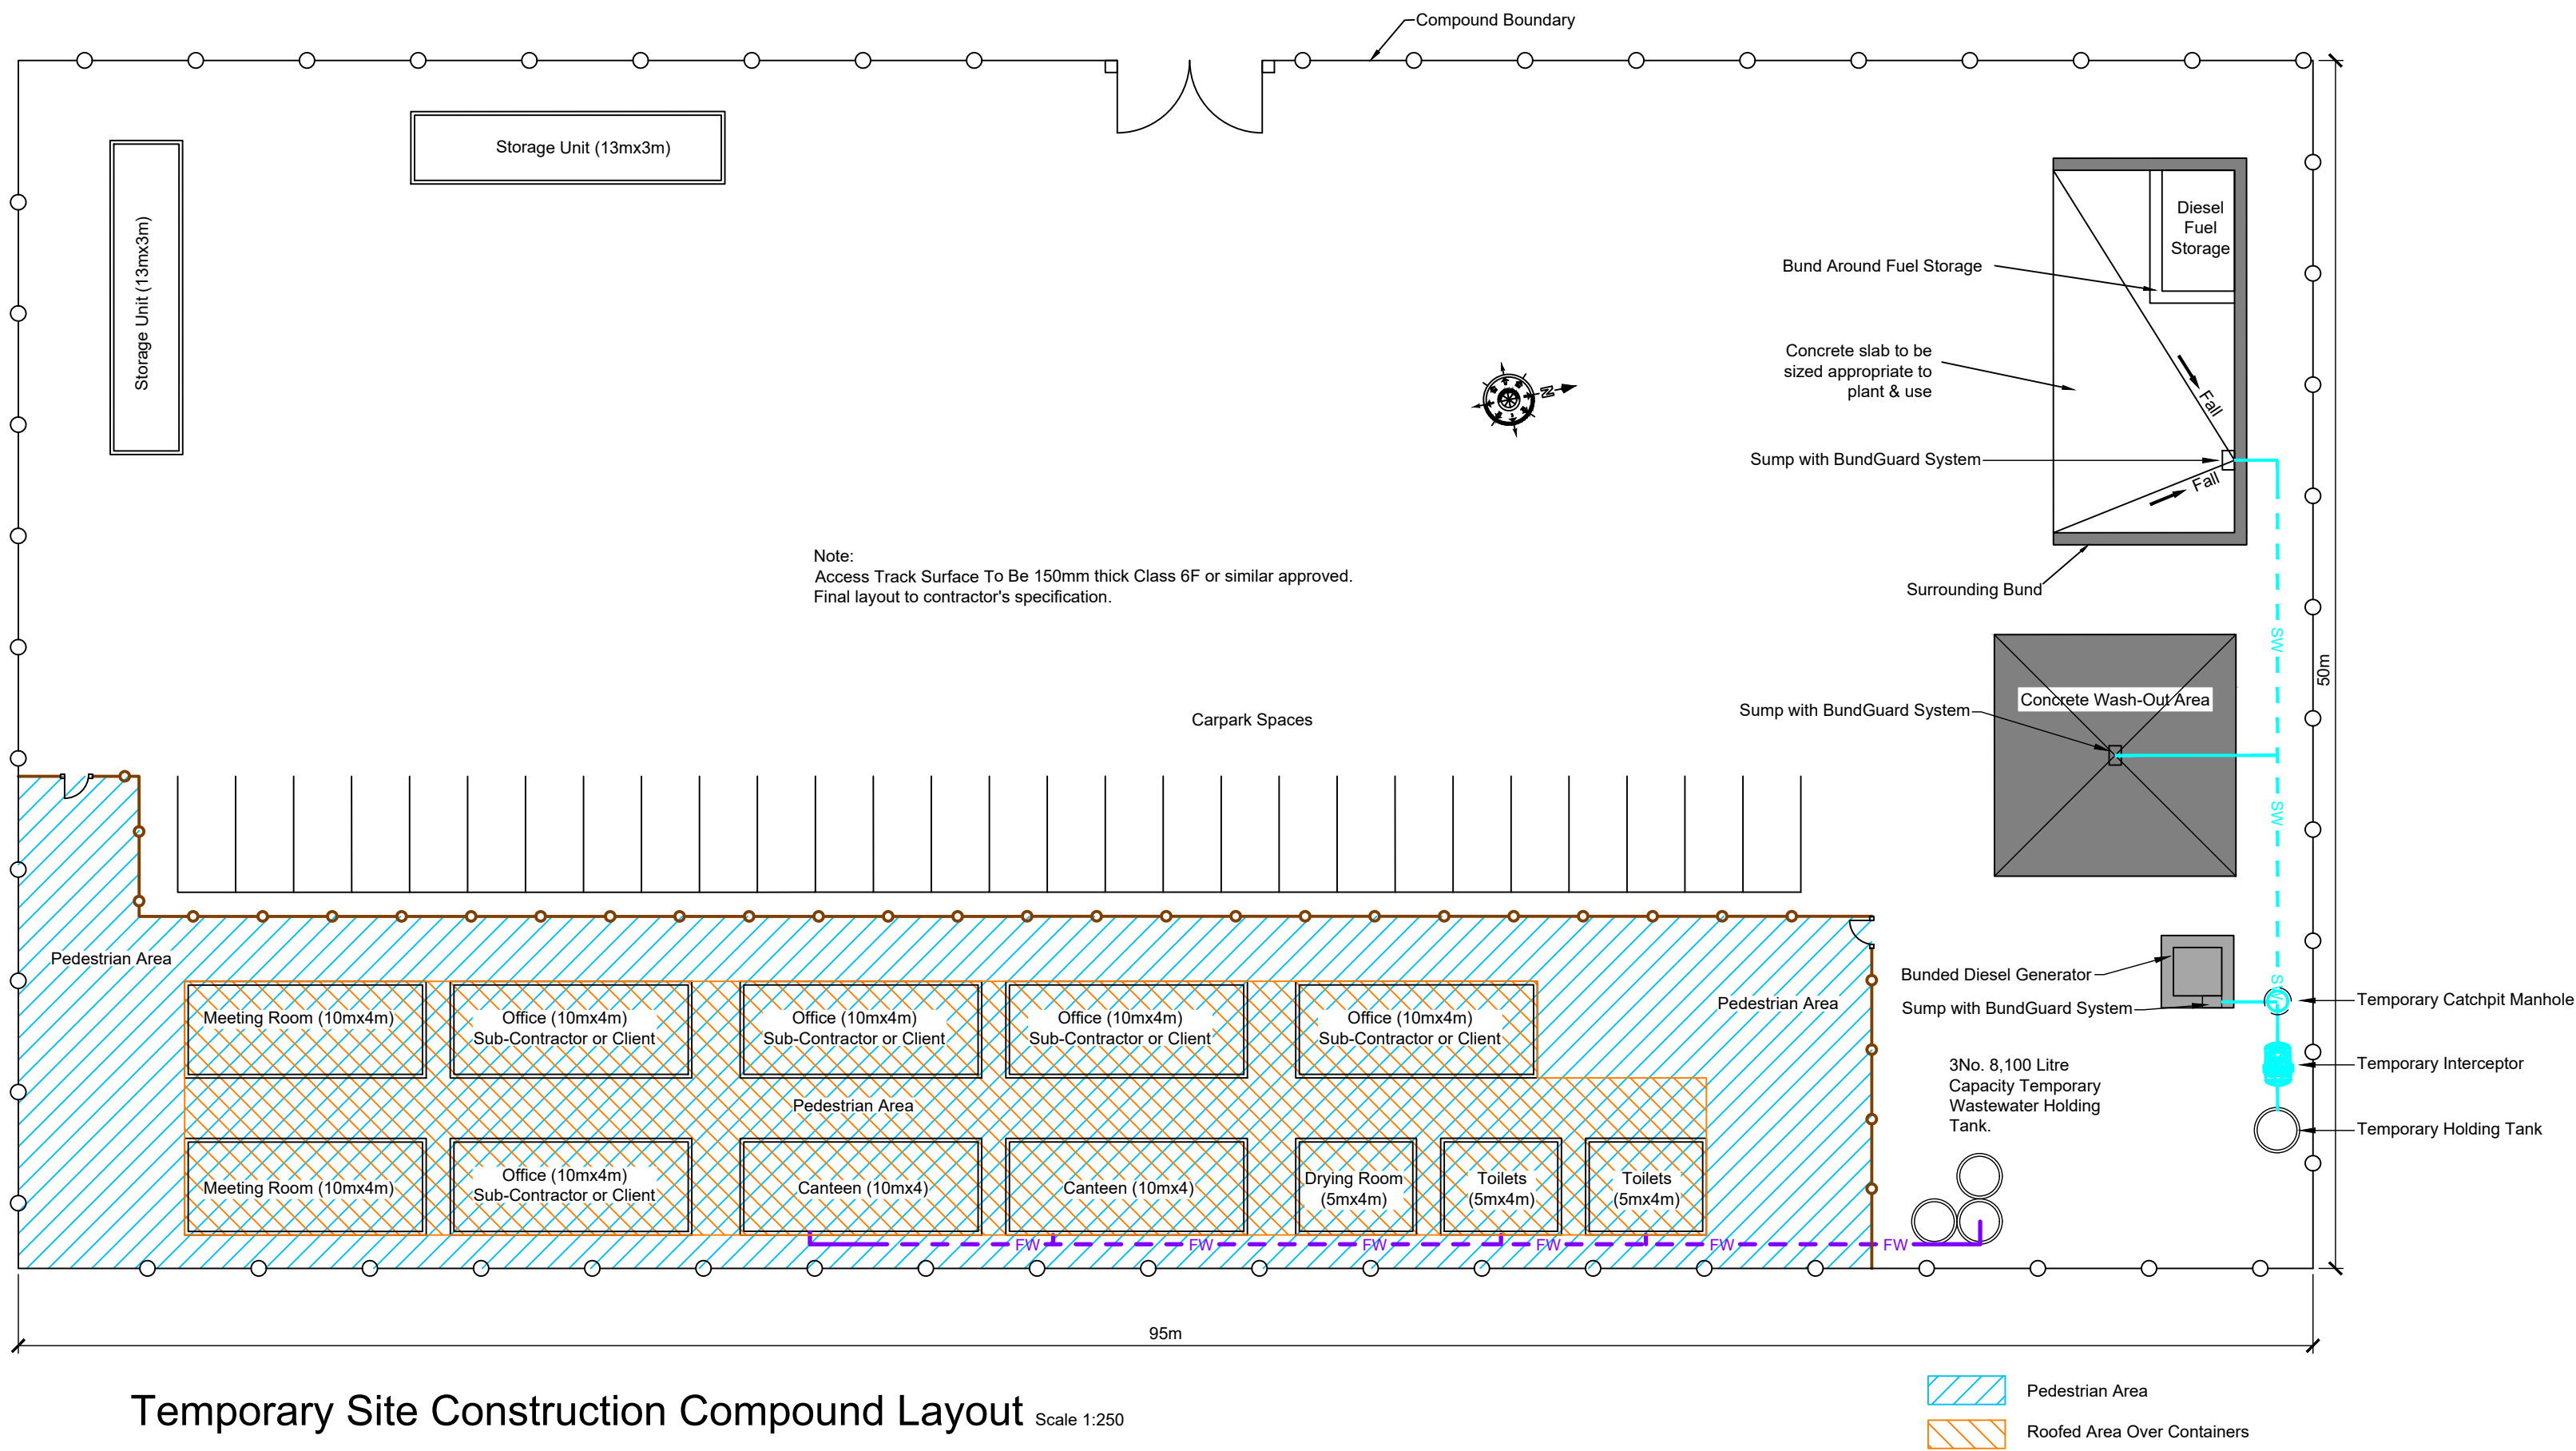 Compound Boundary
Storage Unit (13mx3m)
Storage Unit (13mx3m)
Diesel
Fuel
Storage
Bund Around Fuel Storage
Concrete slab to be
sized appropriate to
plant & use
N
Fall
Sump with BundGuard System
Fall
Note:
Access Track Surface To Be 150mm thick Class 6F or similar approved.
Final layout to contractor's specification.
Surrounding Bund
SW
50m
Concrete Wash-Out Area
Sump with BundGuard System
Carpark Spaces
SW
Pedestrian Area
Bunded Diesel Generator
Sump with BundGuard System
SW
Temporary Catchpit Manhole
Pedestrian Area
Meeting Room (10mx4m)
Office (10mx4m)
Sub-Contractor or Client
Office (10mx4m)
Sub-Contractor or Client
Office (10mx4m)
Sub-Contractor or Client
Office (10mx4m)
Sub-Contractor or Client
Temporary Interceptor
3No. 8,100 Litre
Capacity Temporary
Wastewater Holding
Tank.
Pedestrian Area
Temporary Holding Tank
Meeting Room (10mx4m)
Office (10mx4m)
Sub-Contractor or Client
Canteen (10mx4)
Canteen (10mx4)
Drying Room
(5mx4m)
Toilets
(5mx4m)
Toilets
(5mx4m)
FW
FW
FW
FW
FW
FW
95m
Temporary Site Construction Compound Layout Scale 1:250
Pedestrian Area
Roofed Area Over Containers